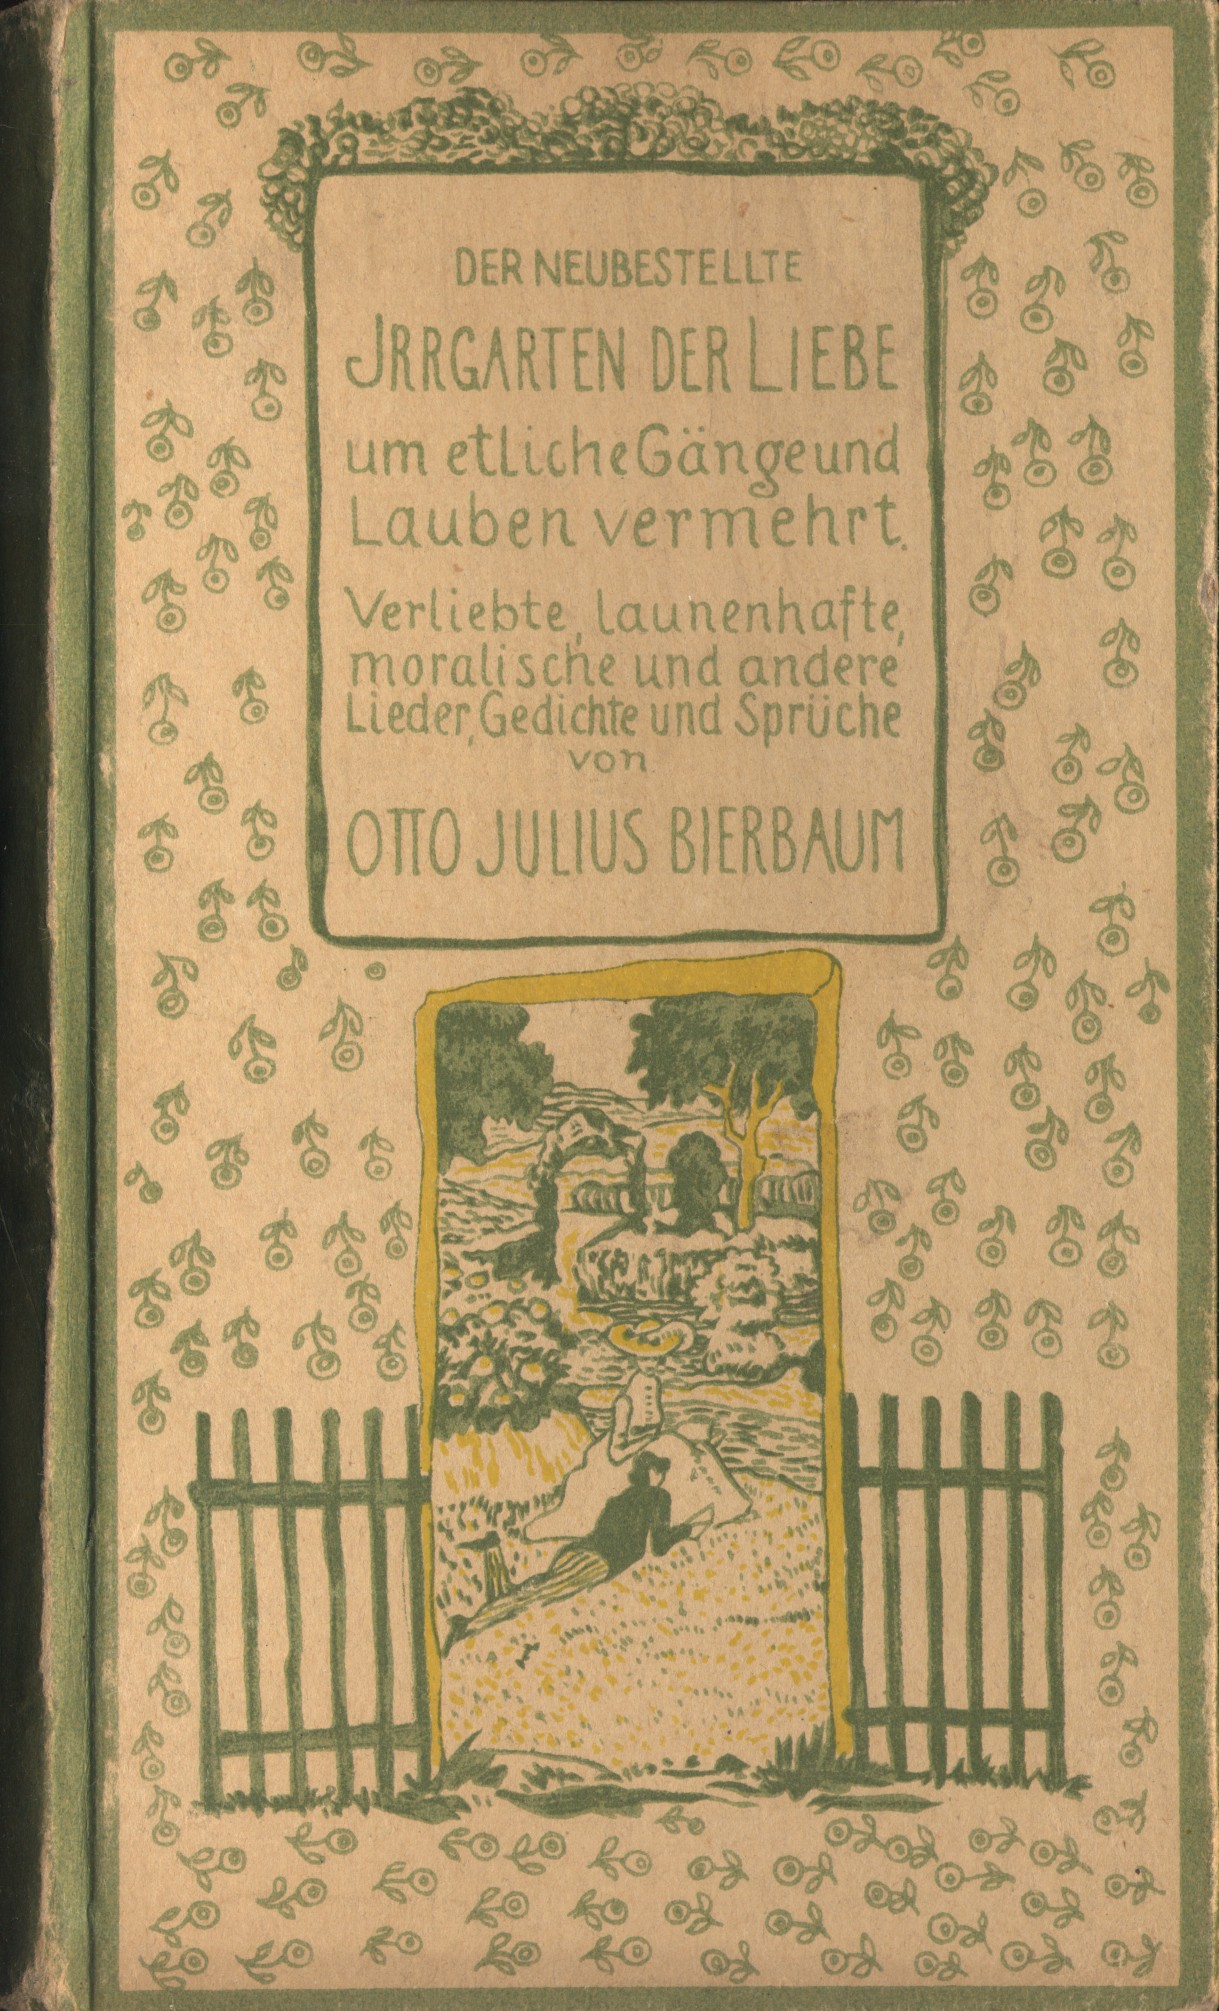 DER NEUBESTELLTE
JRRGARTEN DER LIEBE
um etliche Gänge und
Lauben vermehrt.
Verliebte, launenhafte,
moralische und andere
Lieder, Gedichte und Sprüche
von
OTTO JULIUS BIERBAUM